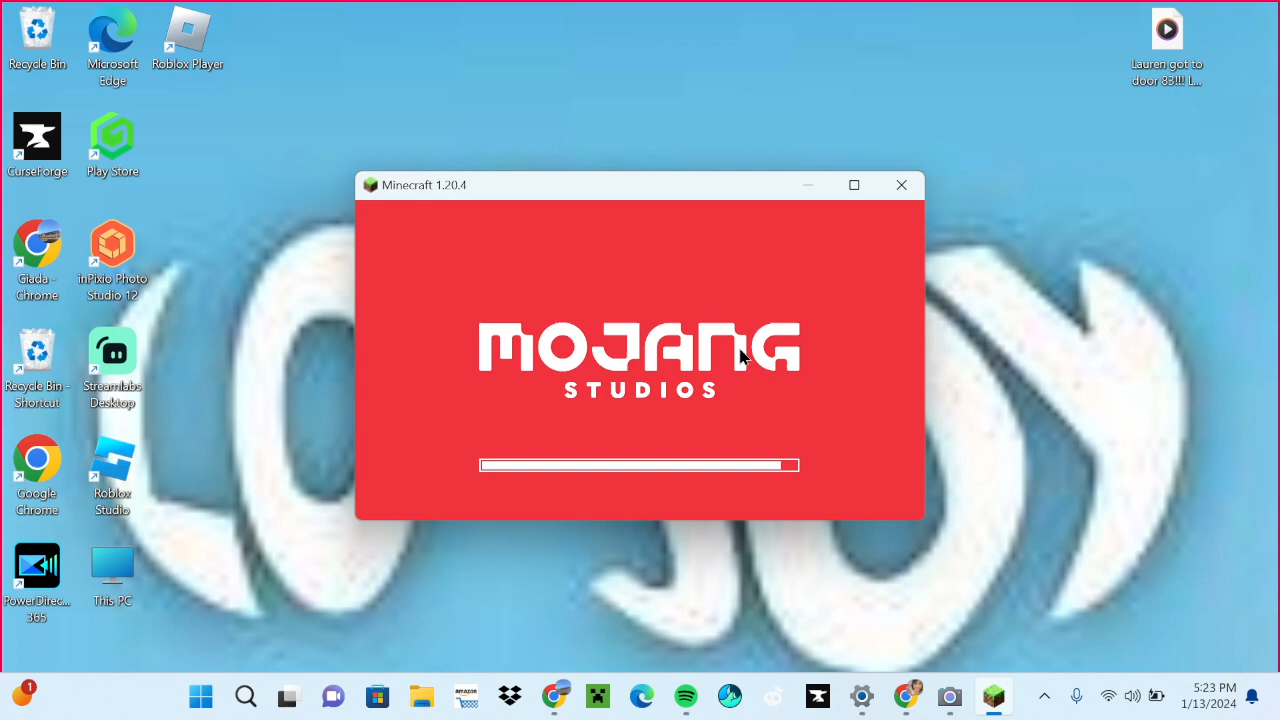 Recycle Bin
Microsoft
Edge
Roblox Player
Lauren got to
door 83!!! L...
CurseForge
Play Store
Minecraft 1.20.4
Giada -
Chrome
inPixio Photo
Studio 12
MOJANG
STUDIOS
Recycle Bin -
Shortcut
Streamlabs
Desktop
Google
Chrome
Roblox
Studio
PowerDirec...
365
This PC
1
amazon
5:23 PM
1/13/2024